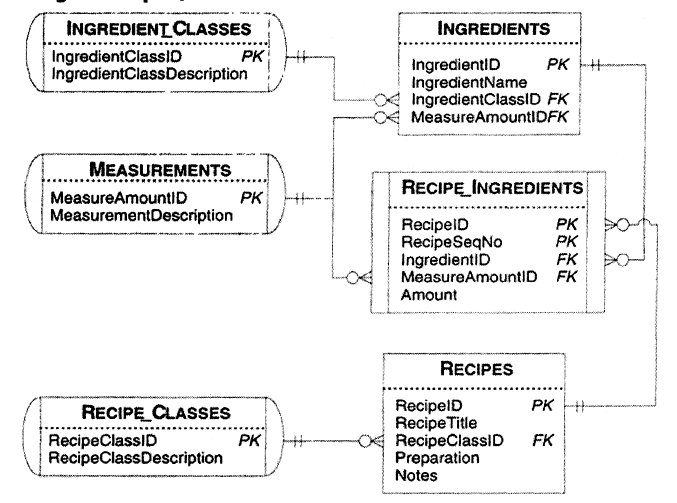 INGREDIENT_CLASSES
IngredientClassID PK
IngredientClassDescription
INGREDIENTS
IngredientID PK
IngredientName
IngredientClassID FK
MeasureAmountID FK
MEASUREMENTS
MeasureAmountID PK
MeasurementDescription
RECIPE_INGREDIENTS
RecipeID PK
RecipeSeqNo PK
IngredientID FK
MeasureAmountID FK
Amount
RECIPES
RecipeID PK
RecipeTitle
RecipeClassID FK
Preparation
Notes
RECIPE_CLASSES
RecipeClassID PK
RecipeClassDescription